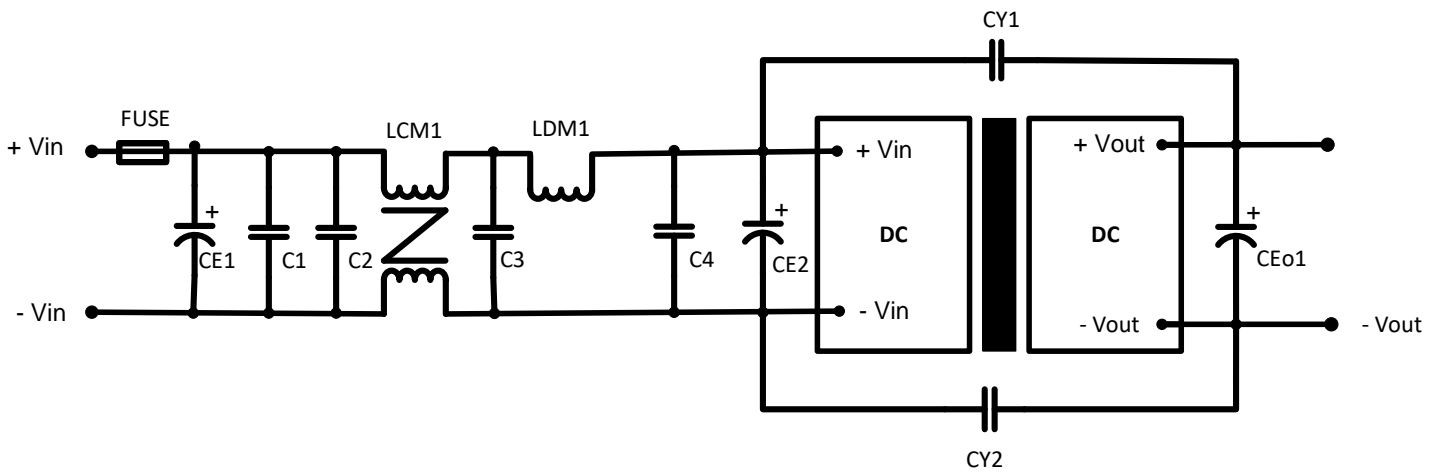 CY1
FUSE
LCM1
LDM1
+ Vin
+ Vin
+ Vout
+
+
+
DC
DC
CE1
C1
C2
C3
C4
CE2
CEo1
- Vin
- Vin
- Vout
- Vout
CY2